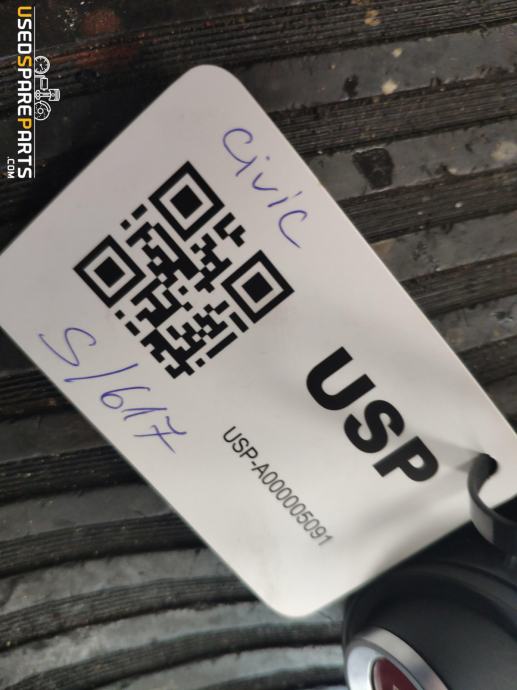 USEDSPAREPARTS
.COM
Civic
S/617
USP
USP-A000005091